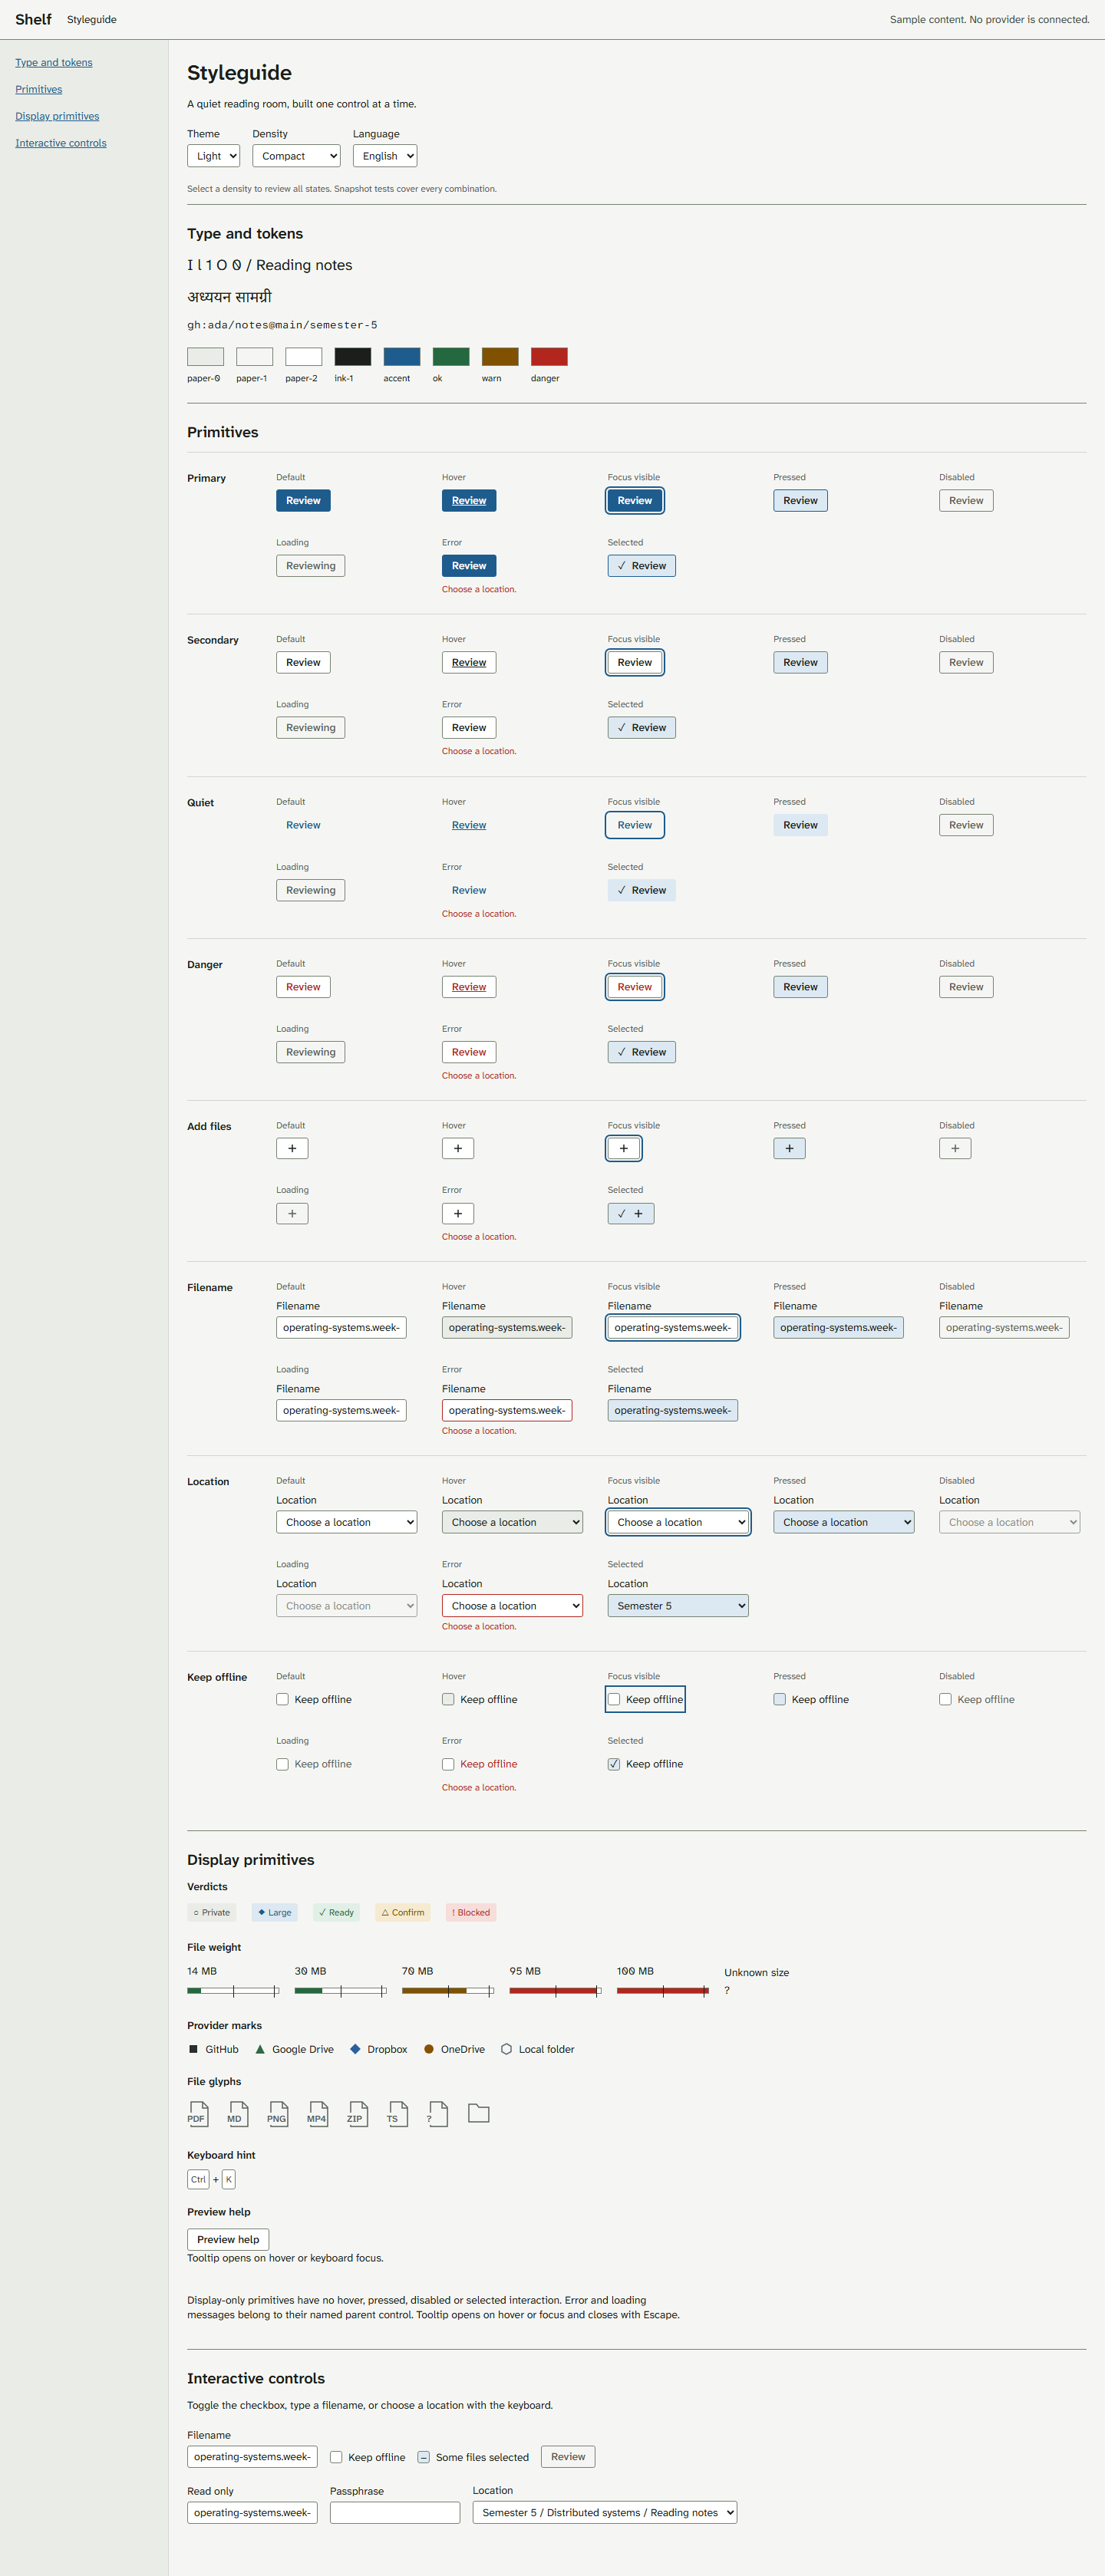 Shelf Styleguide Sample content. No provider is connected.
Type and tokens
Primitives
Display primitives
Interactive controls
Styleguide
A quiet reading room, built one control at a time.
Theme Density Language
Light Compact English
Select a density to review all states. Snapshot tests cover every combination.
Type and tokens
I l 1 O 0 / Reading notes
अध्ययन सामग्री
gh:ada/notes@main/semester-5
paper-0 paper-1 paper-2 ink-1 accent ok warn danger
Primitives
Primary Default Hover Focus visible Pressed Disabled
Review Review Review Review Review
Loading Error Selected
Reviewing Review ✓ Review
Choose a location.
Secondary Default Hover Focus visible Pressed Disabled
Review Review Review Review Review
Loading Error Selected
Reviewing Review ✓ Review
Choose a location.
Quiet Default Hover Focus visible Pressed Disabled
Review Review Review Review Review
Loading Error Selected
Reviewing Review ✓ Review
Choose a location.
Danger Default Hover Focus visible Pressed Disabled
Review Review Review Review Review
Loading Error Selected
Reviewing Review ✓ Review
Choose a location.
Add files Default Hover Focus visible Pressed Disabled
+ + + + +
Loading Error Selected
+ + ✓ +
Choose a location.
Filename Default Hover Focus visible Pressed Disabled
Filename Filename Filename Filename Filename
operating-systems.week- operating-systems.week- operating-systems.week- operating-systems.week- operating-systems.week-
Loading Error Selected
Filename Filename Filename
operating-systems.week- operating-systems.week- operating-systems.week-
Choose a location.
Location Default Hover Focus visible Pressed Disabled
Location Location Location Location Location
Choose a location Choose a location Choose a location Choose a location Choose a location
Loading Error Selected
Location Location Location
Choose a location Choose a location Semester 5
Choose a location.
Keep offline Default Hover Focus visible Pressed Disabled
Keep offline Keep offline Keep offline Keep offline Keep offline
Loading Error Selected
Keep offline Keep offline ✓ Keep offline
Choose a location.
Display primitives
Verdicts
○ Private ◆ Large ✓ Ready △ Confirm ! Blocked
File weight
14 MB 30 MB 70 MB 95 MB 100 MB Unknown size
?
Provider marks
GitHub Google Drive Dropbox OneDrive Local folder
File glyphs
PDF MD PNG MP4 ZIP TS ?
Keyboard hint
Ctrl + K
Preview help
Preview help
Tooltip opens on hover or keyboard focus.
Display-only primitives have no hover, pressed, disabled or selected interaction. Error and loading
messages belong to their named parent control. Tooltip opens on hover or focus and closes with Escape.
Interactive controls
Toggle the checkbox, type a filename, or choose a location with the keyboard.
Filename
operating-systems.week- Keep offline Some files selected Review
Read only Passphrase Location
operating-systems.week- Semester 5 / Distributed systems / Reading notes